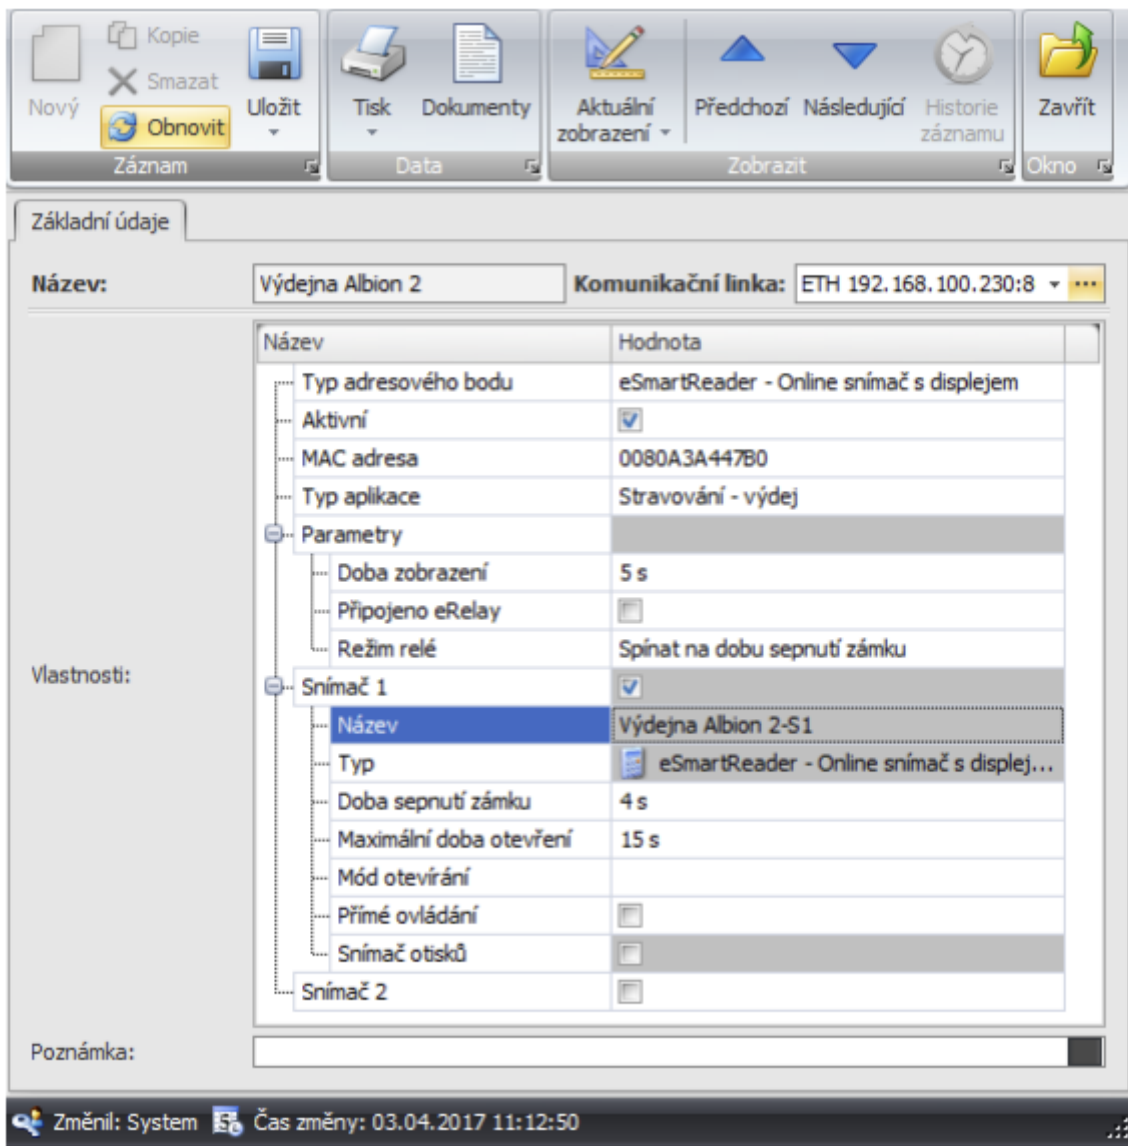 Nový
Kopie
Smazat
Obnovit
Uložit
Záznam
Tisk
Dokumenty
Data
Aktuální
zobrazení
Předchozí
Následující
Historie
záznamu
Zobrazit
Zavřít
Okno
Základní údaje
Název: Výdejna Albion 2 Komunikační linka: ETH 192.168.100.230:8
Název Hodnota
Typ adresového bodu eSmartReader - Online snímač s displejem
Aktivní
MAC adresa 0080A3A447B0
Typ aplikace Stravování - výdej
Parametry
Doba zobrazení 5 s
Připojeno eRelay
Režim relé Spínat na dobu sepnutí zámku
Vlastnosti:
Snímač 1
Název Výdejna Albion 2-S1
Typ eSmartReader - Online snímač s displej...
Doba sepnutí zámku 4 s
Maximální doba otevření 15 s
Mód otevírání
Přímé ovládání
Snímač otisků
Snímač 2
Poznámka:
Změnil: System Čas změny: 03.04.2017 11:12:50